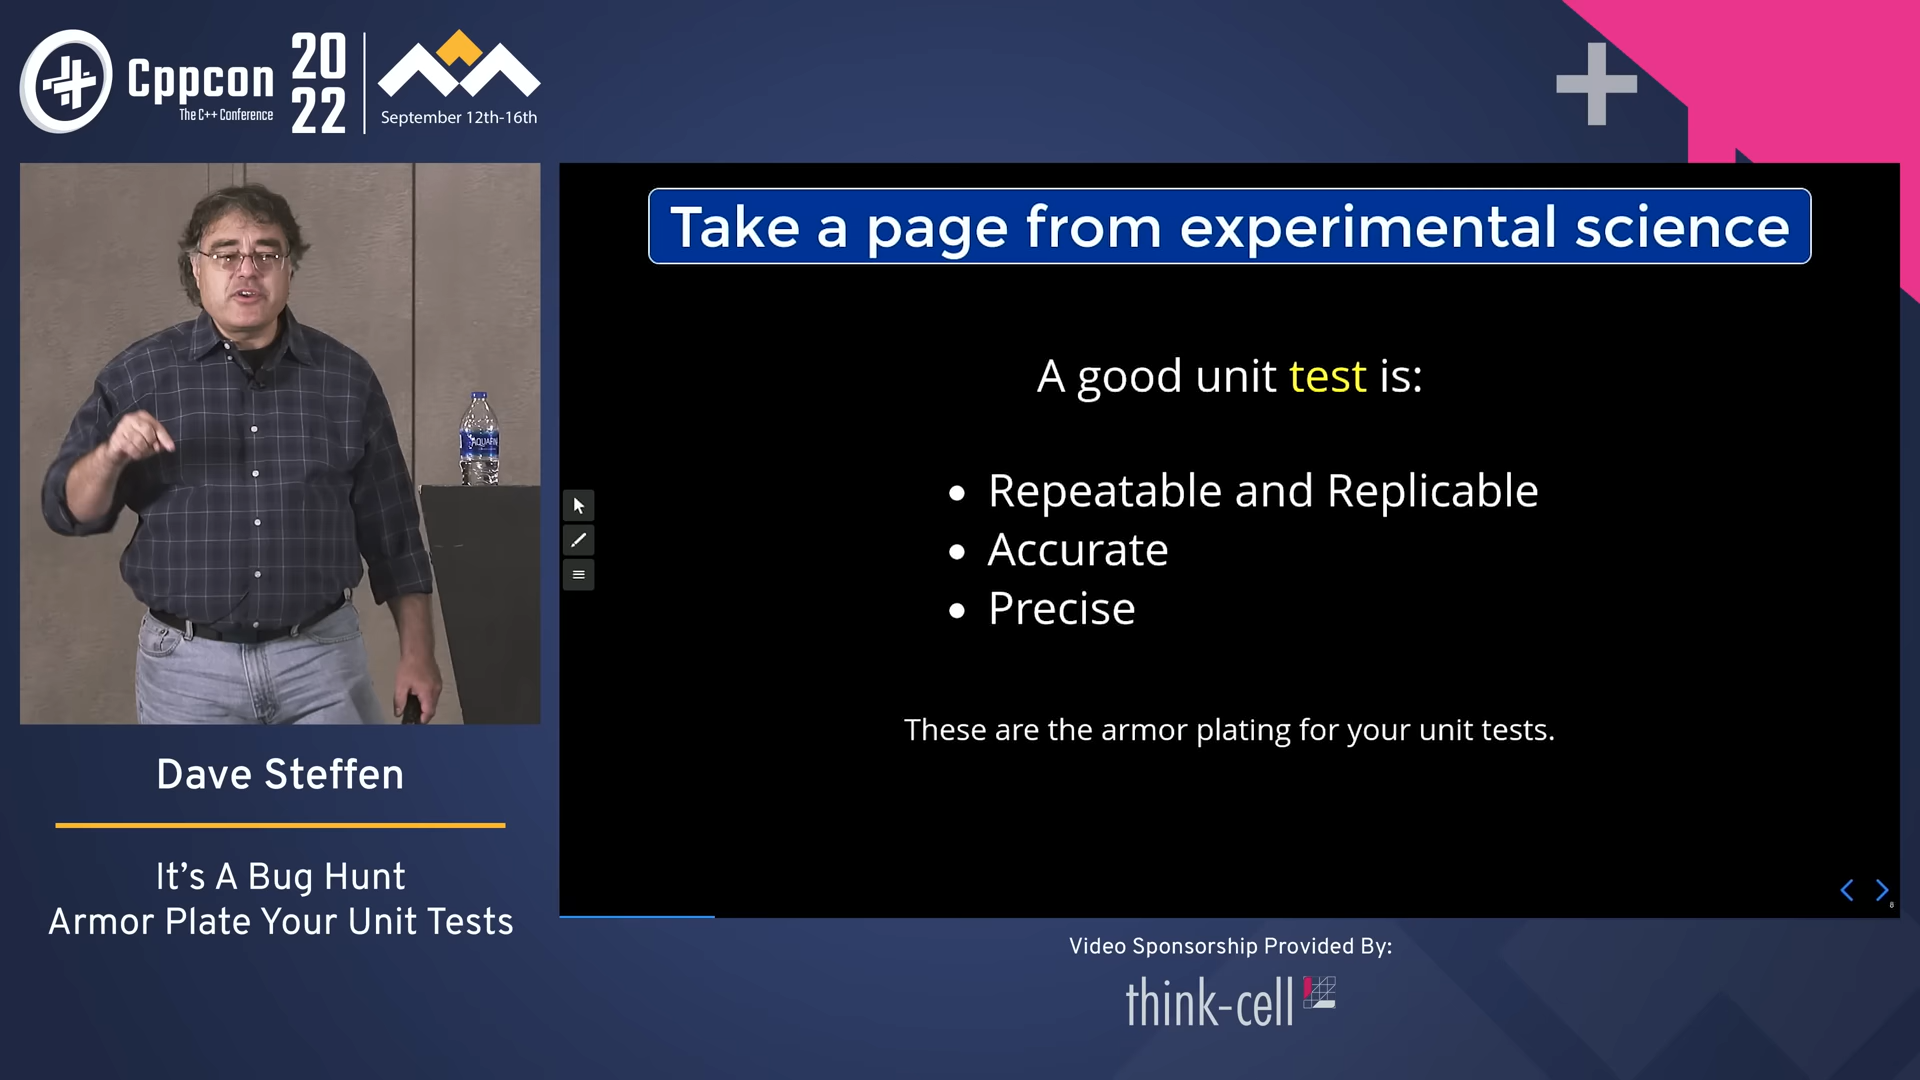 Cppcon
The C++ Conference
20
22
September 12th-16th
Take a page from experimental science
A good unit test is:
• Repeatable and Replicable
• Accurate
• Precise
These are the armor plating for your unit tests.
8
AQUAFIN
Dave Steffen
It’s A Bug Hunt
Armor Plate Your Unit Tests
Video Sponsorship Provided By:
think-cell